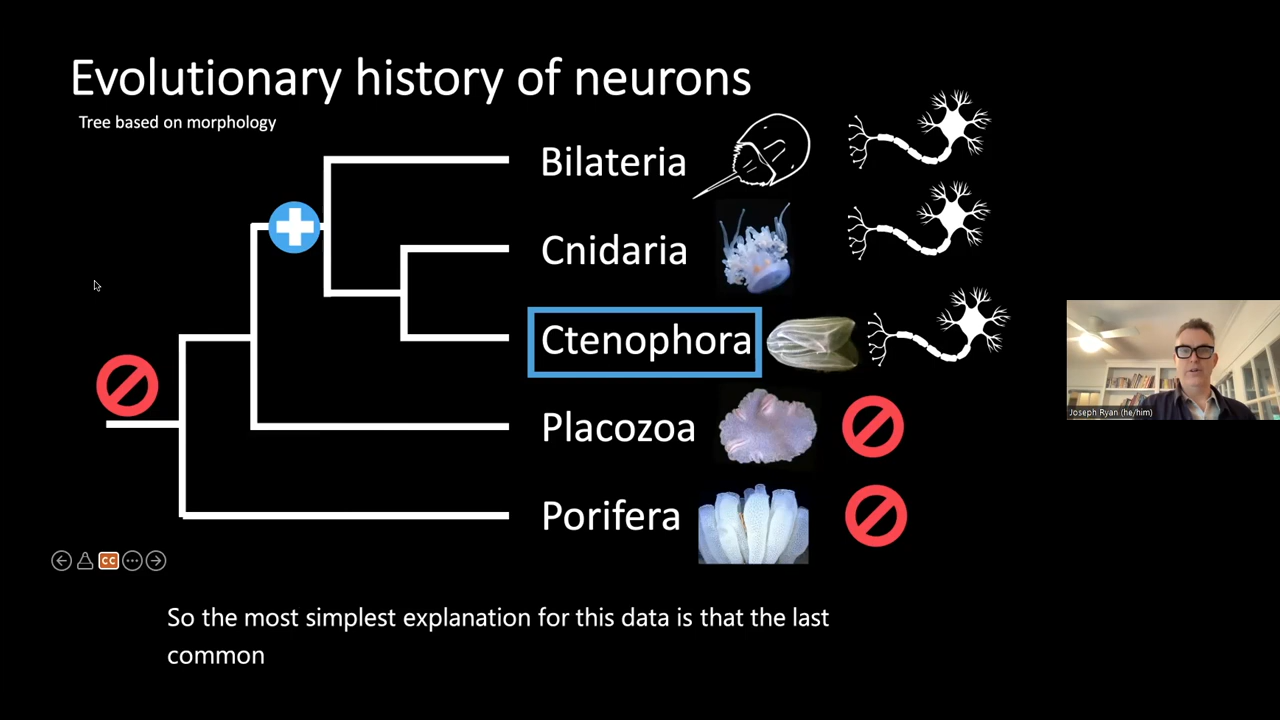 Evolutionary history of neurons
Tree based on morphology
Bilateria
Cnidaria
Ctenophora
Placozoa
Porifera
Joseph Ryan (he/him)
CC
So the most simplest explanation for this data is that the last
common